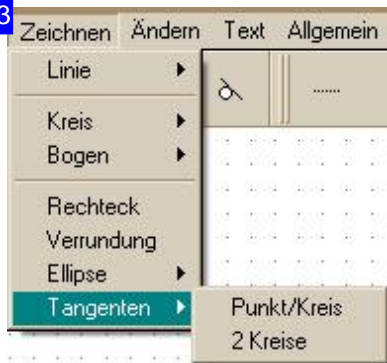 3
Zeichnen Ändern Text Allgemein
Linie
Kreis
Bogen
Rechteck
Verrundung
Ellipse
Tangenten
Punkt/Kreis
2 Kreise